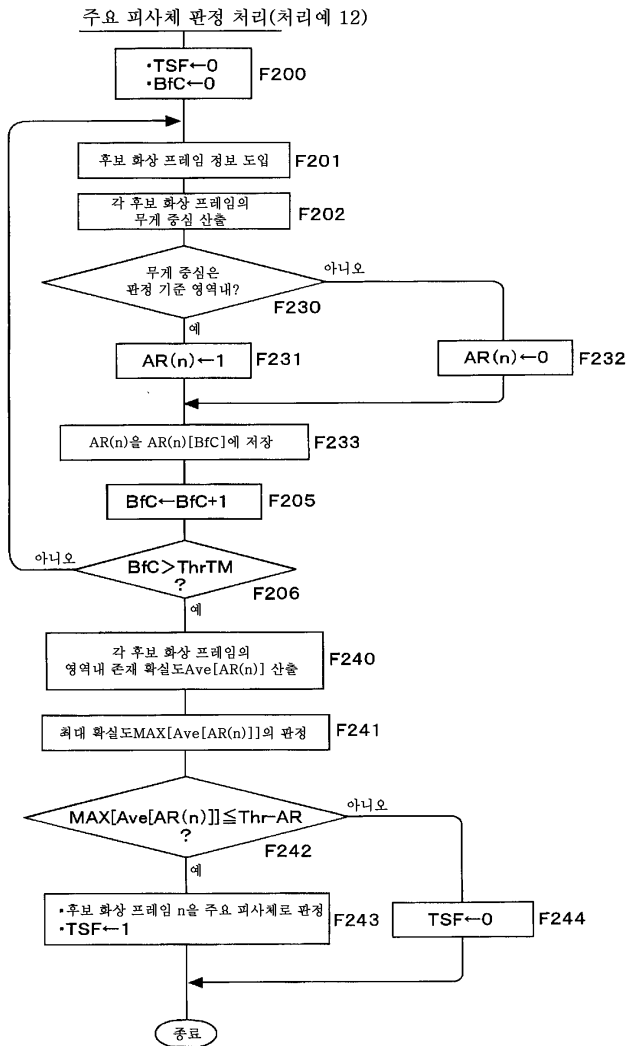 주요 피사체 판정 처리(처리예 12)
•TSF←0
•BfC←0
F200
후보 화상 프레임 정보 도입
F201
각 후보 화상 프레임의
무게 중심 산출
F202
무게 중심은
판정 기준 영역내?
아니오
F230
예
AR(n)←1
F231
AR(n)←0
F232
AR(n)을 AR(n)[BfC]에 저장
F233
BfC←BfC+1
F205
아니오
BfC>ThrTM
?
F206
예
각 후보 화상 프레임의
영역내 존재 확실도Ave[AR(n)] 산출
F240
최대 확실도MAX[Ave[AR(n)]]의 판정
F241
MAX[Ave[AR(n)]]≦Thr-AR
?
아니오
F242
예
•후보 화상 프레임 n을 주요 피사체로 판정
•TSF←1
F243
TSF←0
F244
종료